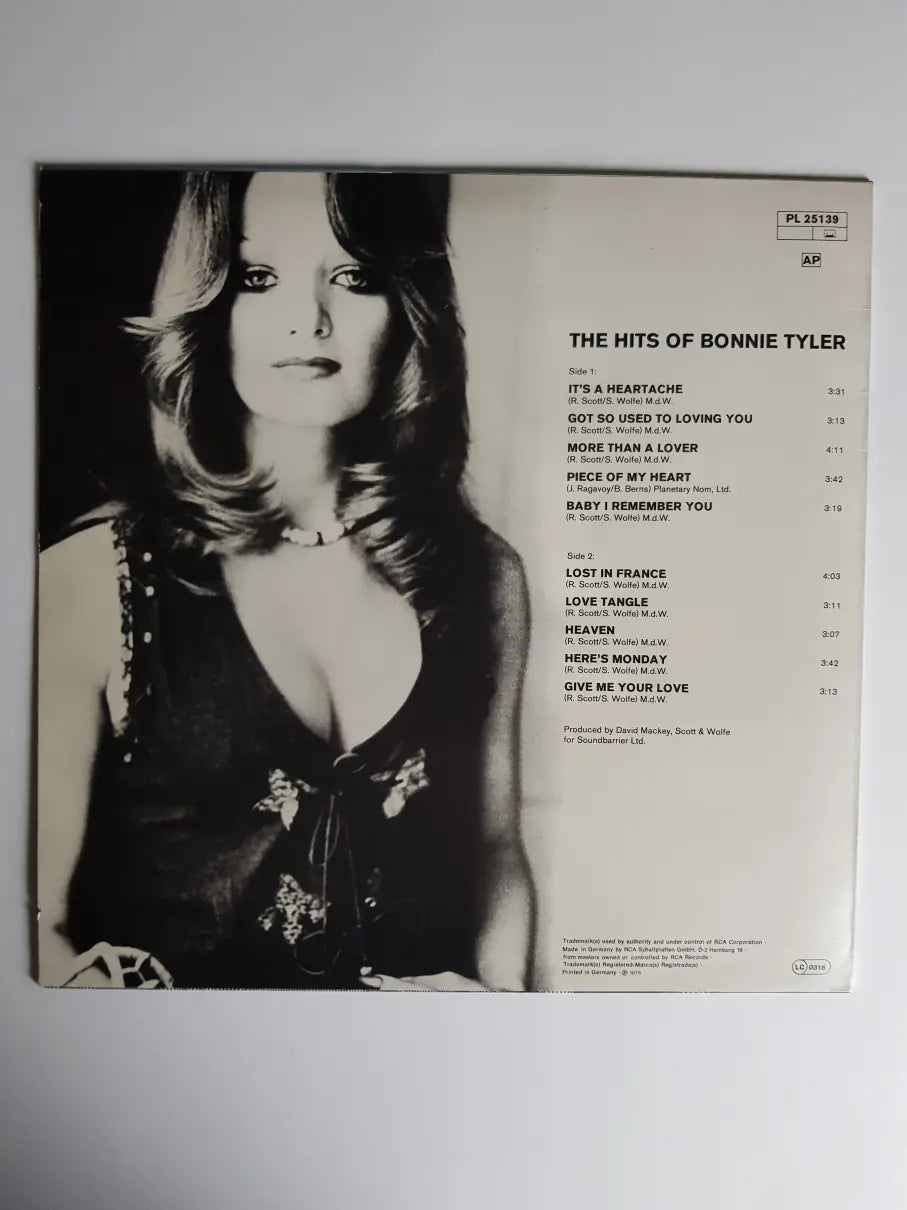 PL 25139
AP
THE HITS OF BONNIE TYLER
Side 1:
IT'S A HEARTACHE 3:31
(R. Scott/S. Wolfe) M.d.W.
GOT SO USED TO LOVING YOU 3:13
(R. Scott/S. Wolfe) M.d.W.
MORE THAN A LOVER 4:11
(R. Scott/S. Wolfe) M.d.W.
PIECE OF MY HEART 3:42
(J. Ragavoy/B. Berns) Planetary Nom, Ltd.
BABY I REMEMBER YOU 3:19
(R. Scott/S. Wolfe) M.d.W.
Side 2:
LOST IN FRANCE 4:03
(R. Scott/S. Wolfe) M.d.W.
LOVE TANGLE 3:11
(R. Scott/S. Wolfe) M.d.W.
HEAVEN 3:07
(R. Scott/S. Wolfe) M.d.W.
HERE'S MONDAY 3:42
(R. Scott/S. Wolfe) M.d.W.
GIVE ME YOUR LOVE 3:13
(R. Scott/S. Wolfe) M.d.W.
Produced by David Mackey, Scott & Wolfe
for Soundbarrier Ltd.
Trademark(s) used by authority and under control of RCA Corporation ·
Made in Germany by RCA Schallplatten GmbH, D-2 Hamburg 19 ·
from masters owned or controlled by RCA Records ·
Trademark(s) Registered-Marca(s) Registrada(s) ·
Printed in Germany · ℗
LC 0316